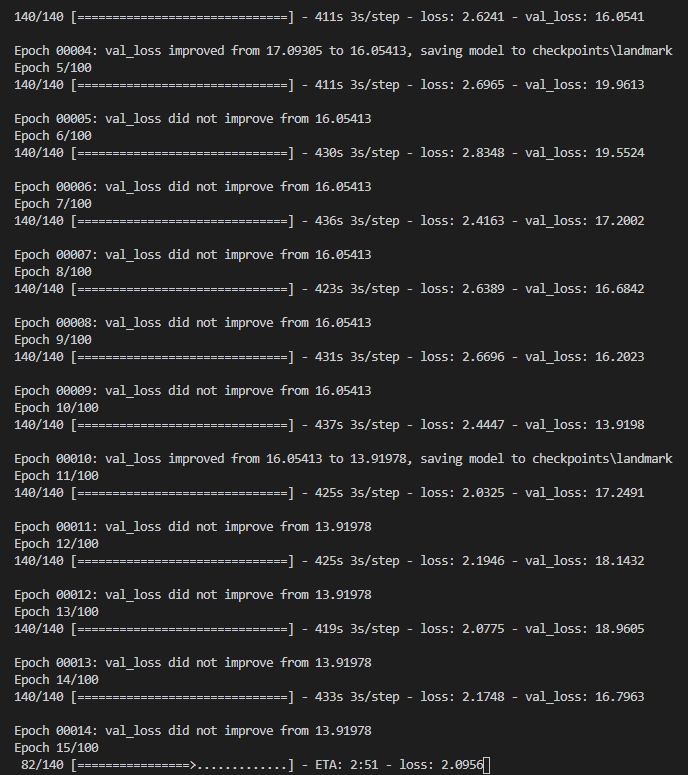 140/140 [==============================] - 411s 3s/step - loss: 2.6241 - val_loss: 16.0541
Epoch 00004: val_loss improved from 17.09305 to 16.05413, saving model to checkpoints\landmark
Epoch 5/100
140/140 [==============================] - 411s 3s/step - loss: 2.6965 - val_loss: 19.9613
Epoch 00005: val_loss did not improve from 16.05413
Epoch 6/100
140/140 [==============================] - 430s 3s/step - loss: 2.8348 - val_loss: 19.5524
Epoch 00006: val_loss did not improve from 16.05413
Epoch 7/100
140/140 [==============================] - 436s 3s/step - loss: 2.4163 - val_loss: 17.2002
Epoch 00007: val_loss did not improve from 16.05413
Epoch 8/100
140/140 [==============================] - 423s 3s/step - loss: 2.6389 - val_loss: 16.6842
Epoch 00008: val_loss did not improve from 16.05413
Epoch 9/100
140/140 [==============================] - 431s 3s/step - loss: 2.6696 - val_loss: 16.2023
Epoch 00009: val_loss did not improve from 16.05413
Epoch 10/100
140/140 [==============================] - 437s 3s/step - loss: 2.4447 - val_loss: 13.9198
Epoch 00010: val_loss improved from 16.05413 to 13.91978, saving model to checkpoints\landmark
Epoch 11/100
140/140 [==============================] - 425s 3s/step - loss: 2.0325 - val_loss: 17.2491
Epoch 00011: val_loss did not improve from 13.91978
Epoch 12/100
140/140 [==============================] - 425s 3s/step - loss: 2.1946 - val_loss: 18.1432
Epoch 00012: val_loss did not improve from 13.91978
Epoch 13/100
140/140 [==============================] - 419s 3s/step - loss: 2.0775 - val_loss: 18.9605
Epoch 00013: val_loss did not improve from 13.91978
Epoch 14/100
140/140 [==============================] - 433s 3s/step - loss: 2.1748 - val_loss: 16.7963
Epoch 00014: val_loss did not improve from 13.91978
Epoch 15/100
82/140 [================>.............] - ETA: 2:51 - loss: 2.0956